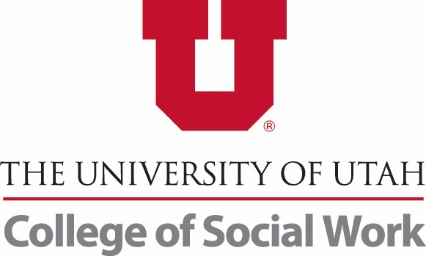 U®
THE UNIVERSITY OF UTAH
College of Social Work